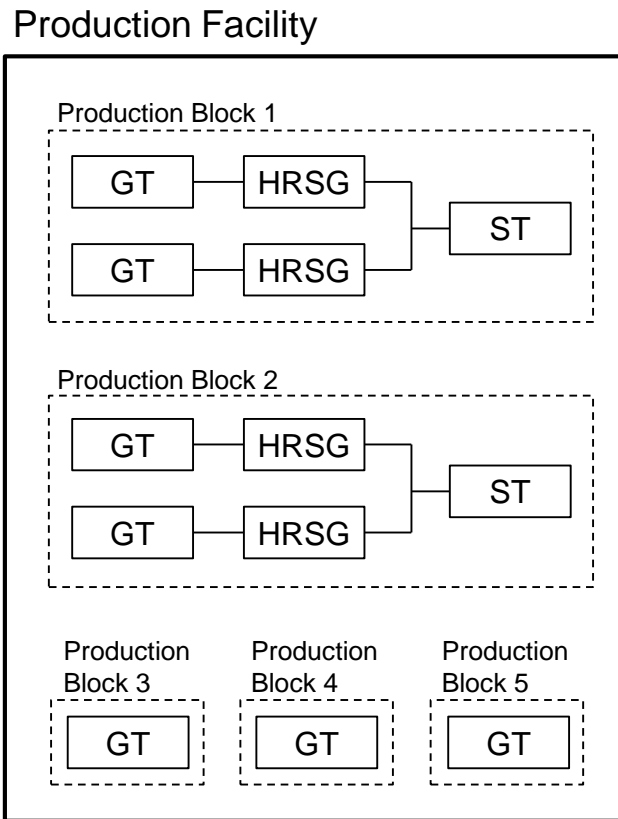 Production Facility
Production Block 1
GT
HRSG
ST
GT
HRSG
Production Block 2
GT
HRSG
ST
GT
HRSG
Production
Block 3
GT
Production
Block 4
GT
Production
Block 5
GT